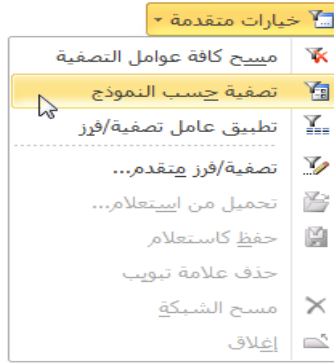 خيارات متقدمة
مسح كافة عوامل التصفية
تصفية حسب النموذج
تطبيق عامل تصفية/فرز
تصفية/فرز متقدم...
تحميل من استعلام...
حفظ كاستعلام
حذف علامة تبويب
مسح الشبكة
إغلاق